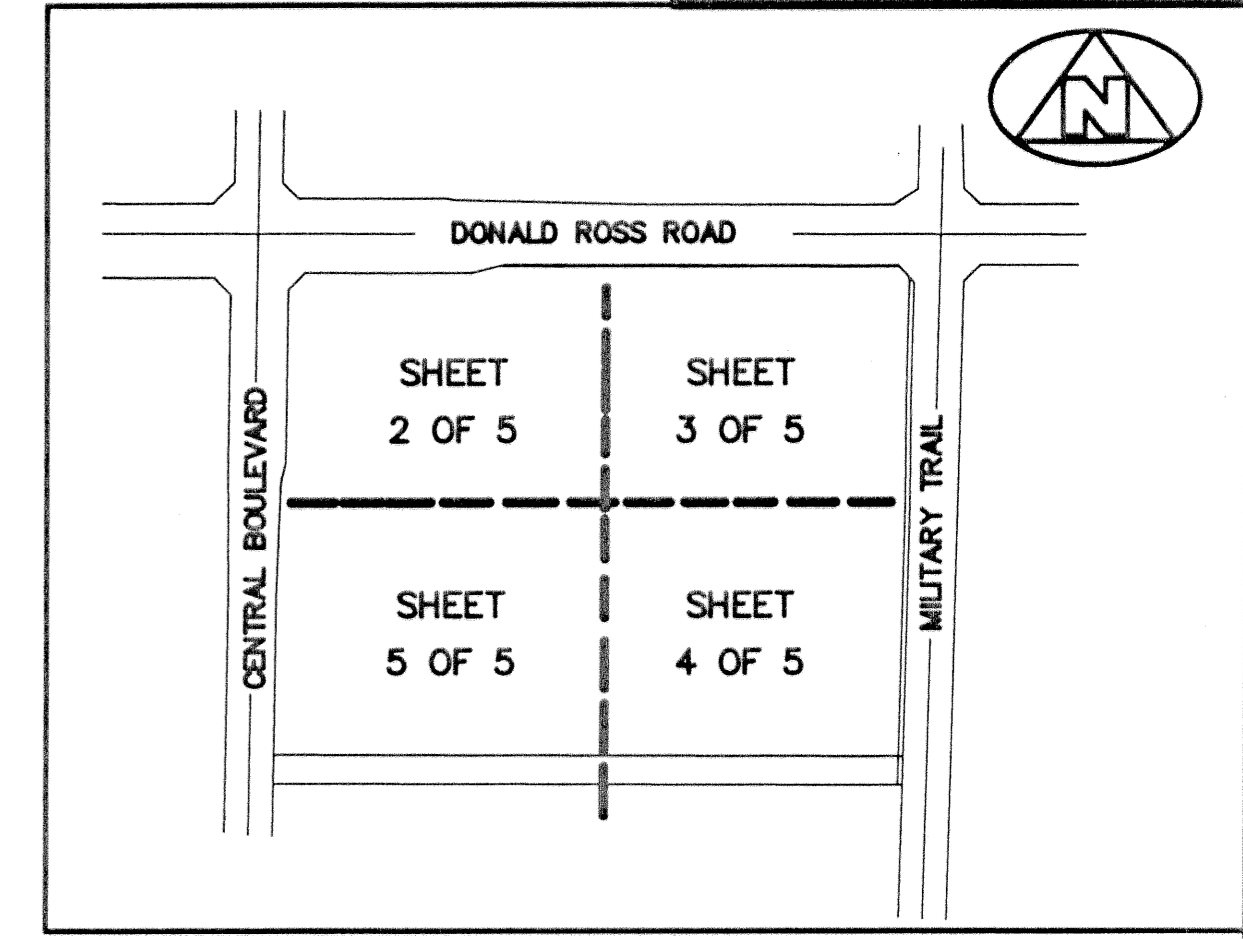 N
DONALD ROSS ROAD
SHEET
2 OF 5
SHEET
3 OF 5
CENTRAL BOULEVARD
MILITARY TRAIL
SHEET
5 OF 5
SHEET
4 OF 5